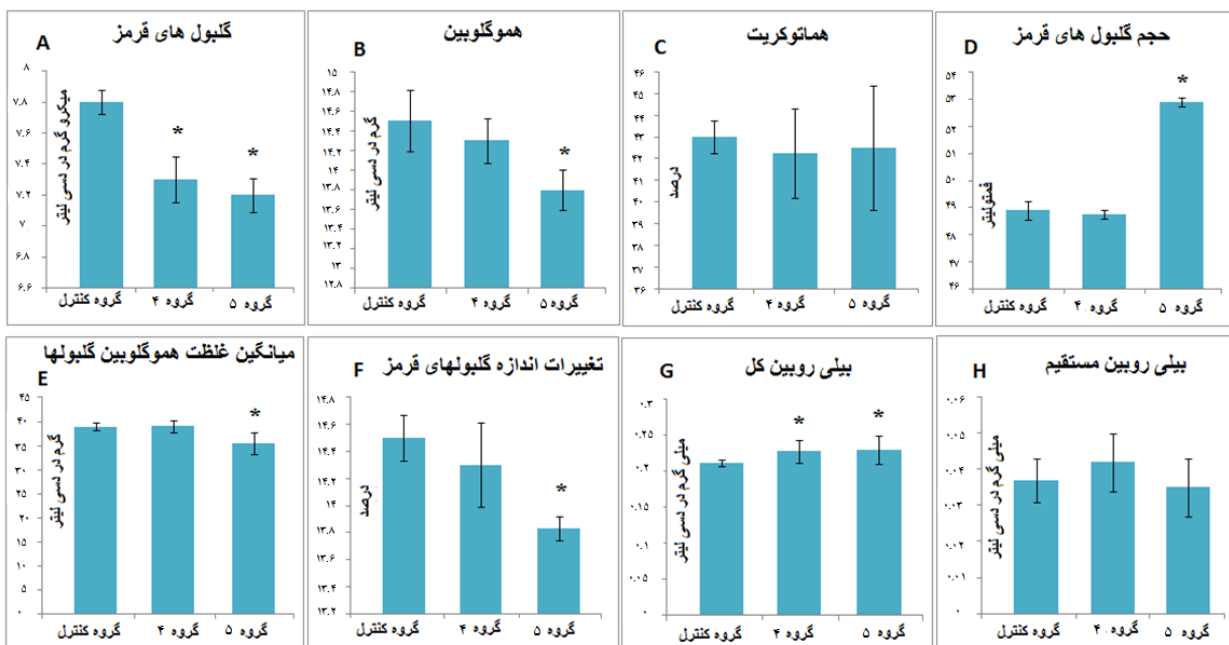 A
گلبول های قرمز
میکرو گرم در دسی لیتر
۸
۷.۸
۷.۶
۷.۴
۷.۲
۷
۶.۸
۶.۶
*
*
گروه کنترل
گروه ۴
گروه ۵
B
هموگلوبین
گرم در دسی لیتر
۱۵
۱۴.۸
۱۴.۶
۱۴.۴
۱۴.۲
۱۴
۱۳.۸
۱۳.۶
۱۳.۴
۱۳.۲
۱۳
۱۲.۸
*
گروه کنترل
گروه ۴
گروه ۵
C
هماتوکریت
درصد
۴۶
۴۵
۴۴
۴۳
۴۲
۴۱
۴۰
۳۹
۳۸
۳۷
۳۶
گروه کنترل
گروه ۴
گروه ۵
D
حجم گلبول های قرمز
فمتولیتر
۵۴
۵۳
۵۲
۵۱
۵۰
۴۹
۴۸
۴۷
۴۶
*
گروه کنترل
گروه ۴
گروه ۵
E
میانگین غلظت هموگلوبین گلبولها
گرم در دسی لیتر
۴۵
۴۰
۳۵
۳۰
۲۵
۲۰
۱۵
۱۰
۵
۰
*
گروه کنترل
گروه ۴
گروه ۵
F
تغییرات اندازه گلبولهای قرمز
درصد
۱۴.۸
۱۴.۶
۱۴.۴
۱۴.۲
۱۴
۱۳.۸
۱۳.۶
۱۳.۴
۱۳.۲
*
گروه کنترل
گروه ۴
گروه ۵
G
بیلی روبین کل
میلی گرم در دسی لیتر
۰.۳
۰.۲۵
۰.۲
۰.۱۵
۰.۱
۰.۰۵
۰
*
*
گروه کنترل
گروه ۴
گروه ۵
H
بیلی روبین مستقیم
میلی گرم در دسی لیتر
۰.۰۶
۰.۰۵
۰.۰۴
۰.۰۳
۰.۰۲
۰.۰۱
۰
گروه کنترل
گروه ۴
گروه ۵